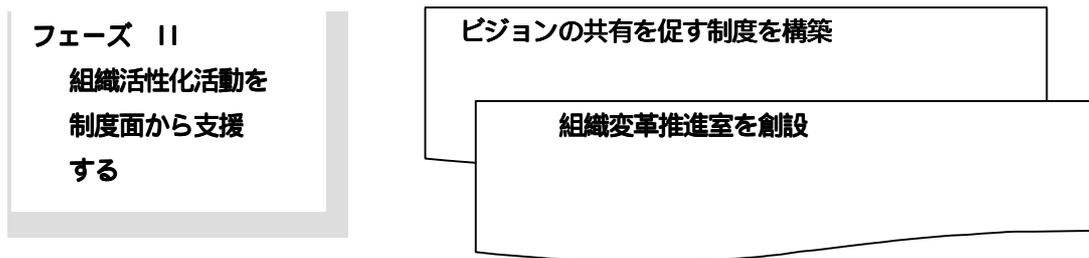 フェーズ　II
組織活性化活動を
制度面から支援
する
ビジョンの共有を促す制度を構築
組織変革推進室を創設